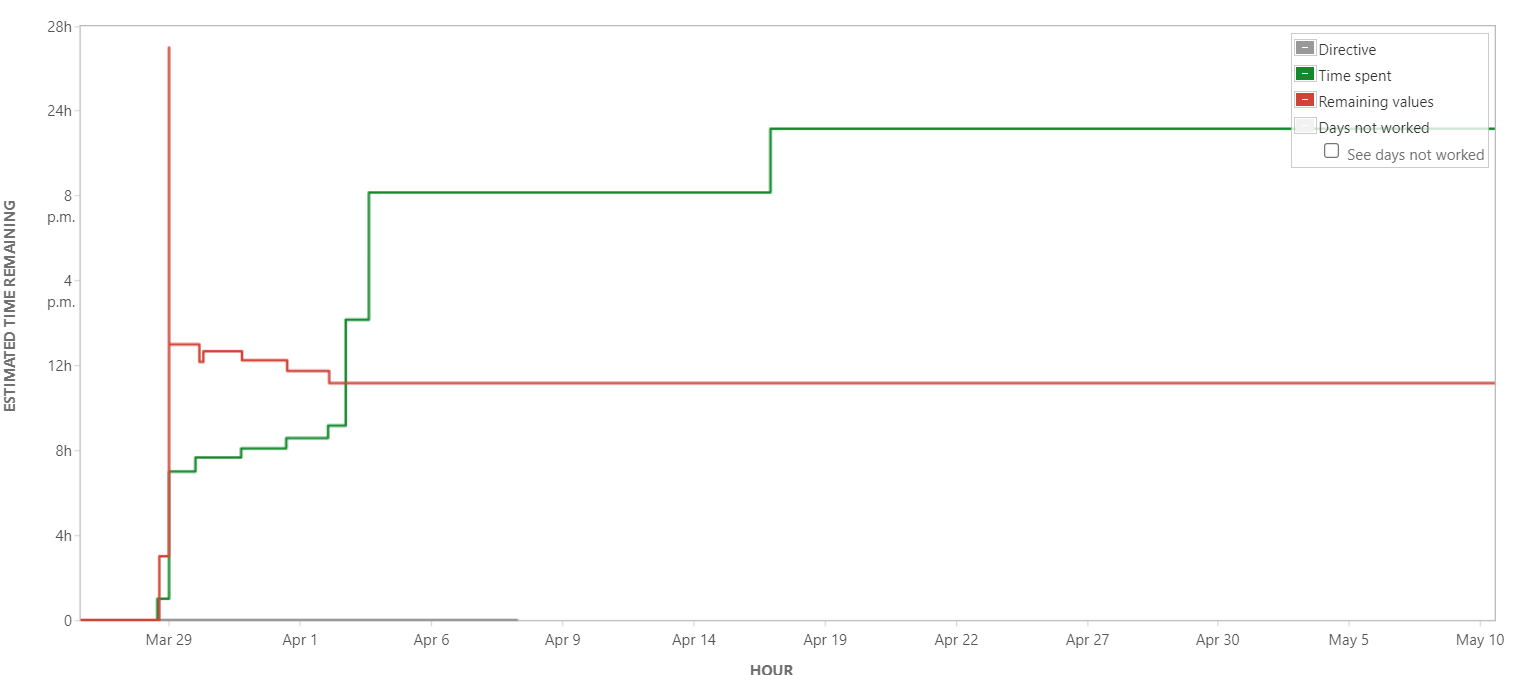 28h
24h
8
p.m.
4
p.m.
12h
8h
4h
0
ESTIMATED TIME REMAINING
Directive
Time spent
Remaining values
Days not worked
See days not worked
Mar 29
Apr 1
Apr 6
Apr 9
Apr 14
Apr 19
Apr 22
Apr 27
Apr 30
May 5
May 10
HOUR